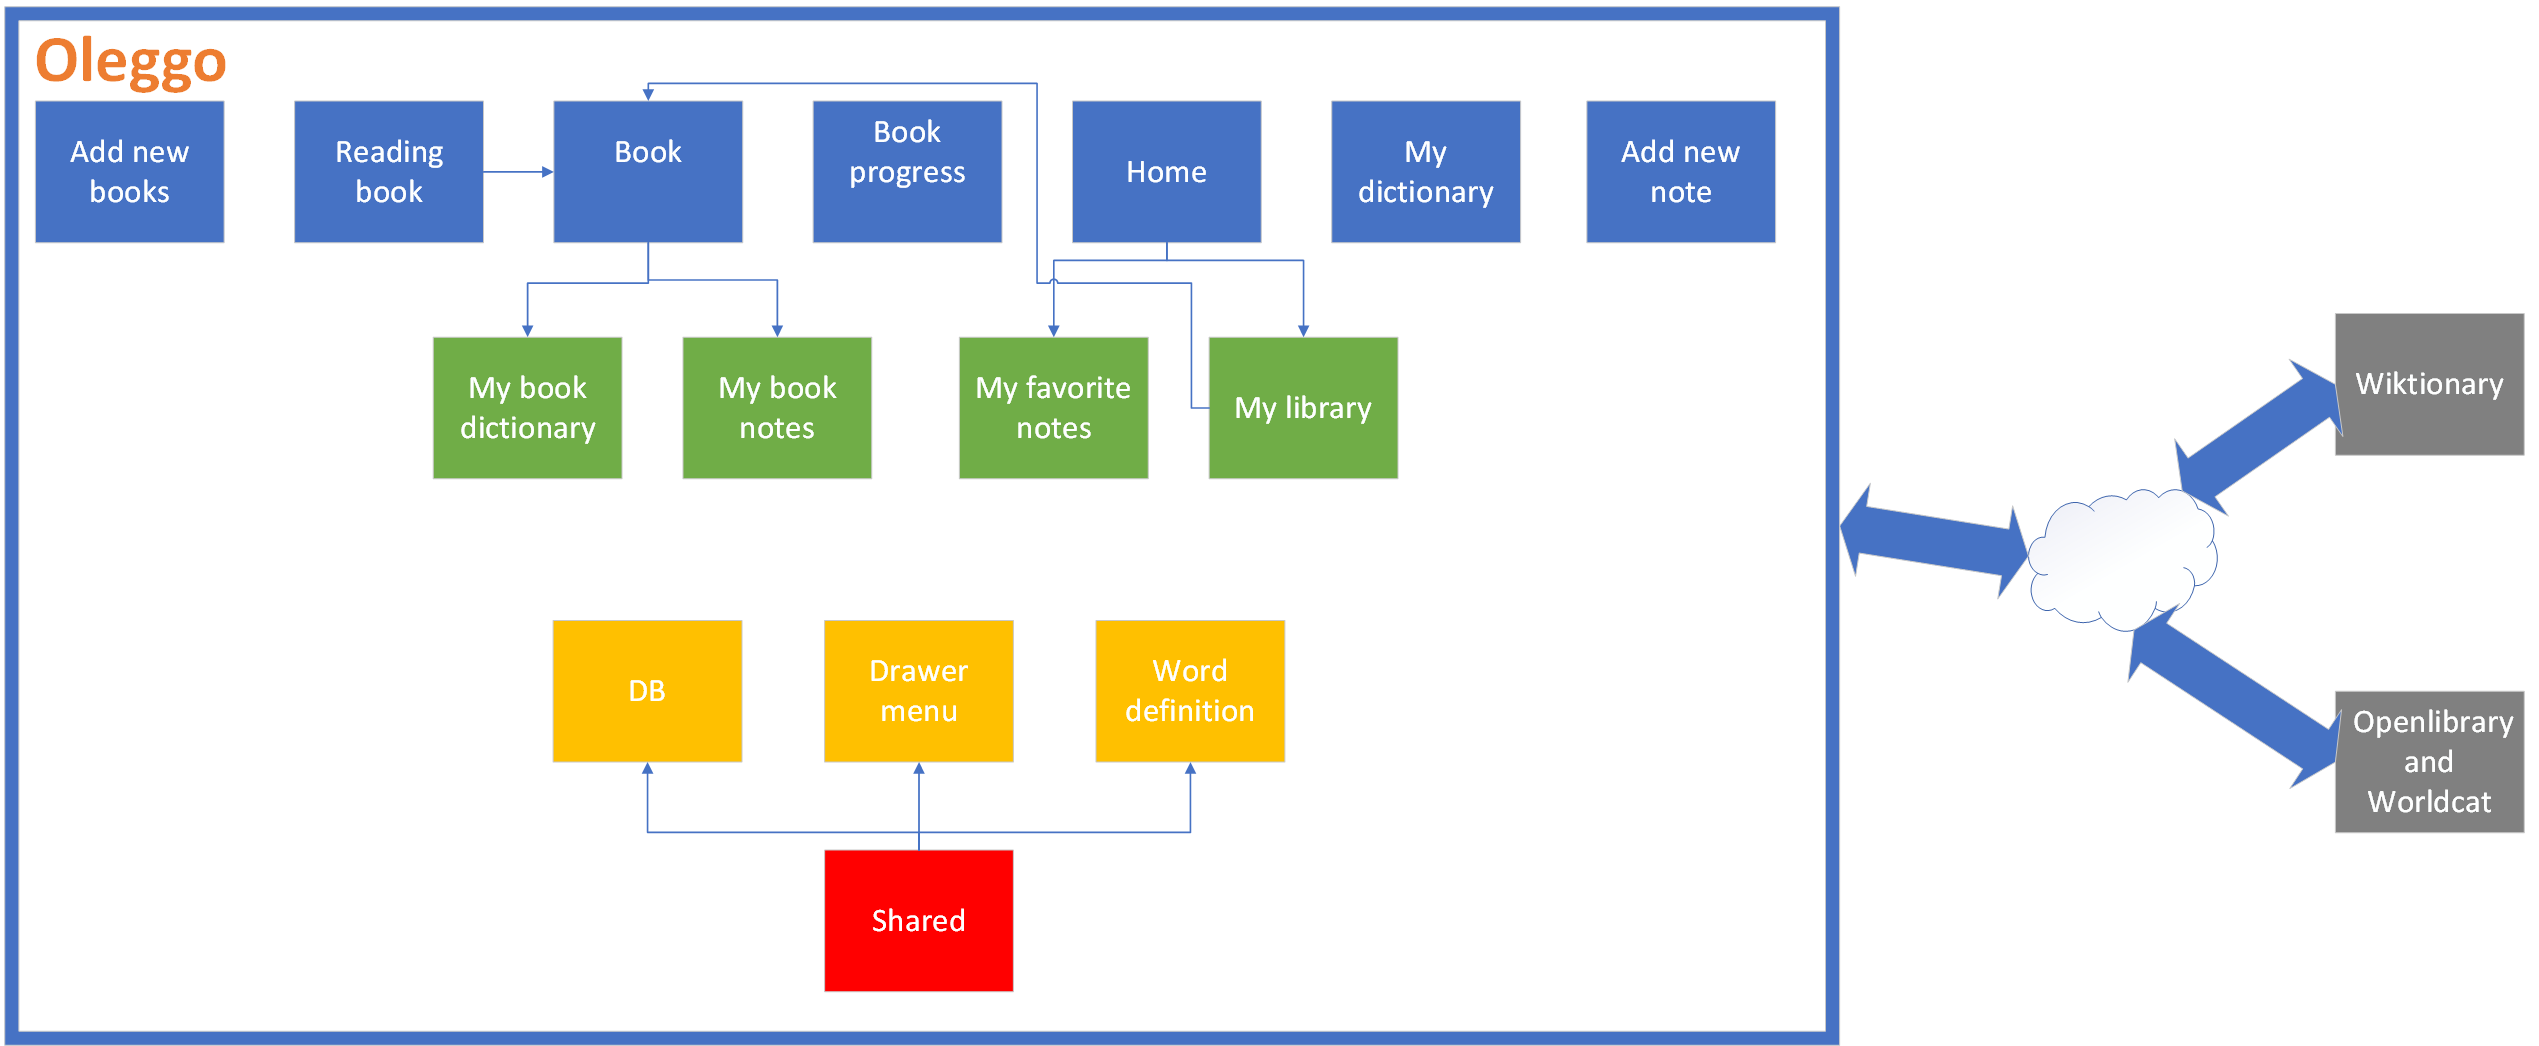 Oleggo
Add new
books
Reading
book
Book
Book
progress
Home
My
dictionary
Add new
note
My book
dictionary
My book
notes
My favorite
notes
My library
Wiktionary
DB
Drawer
menu
Word
definition
Openlibrary
and
Worldcat
Shared